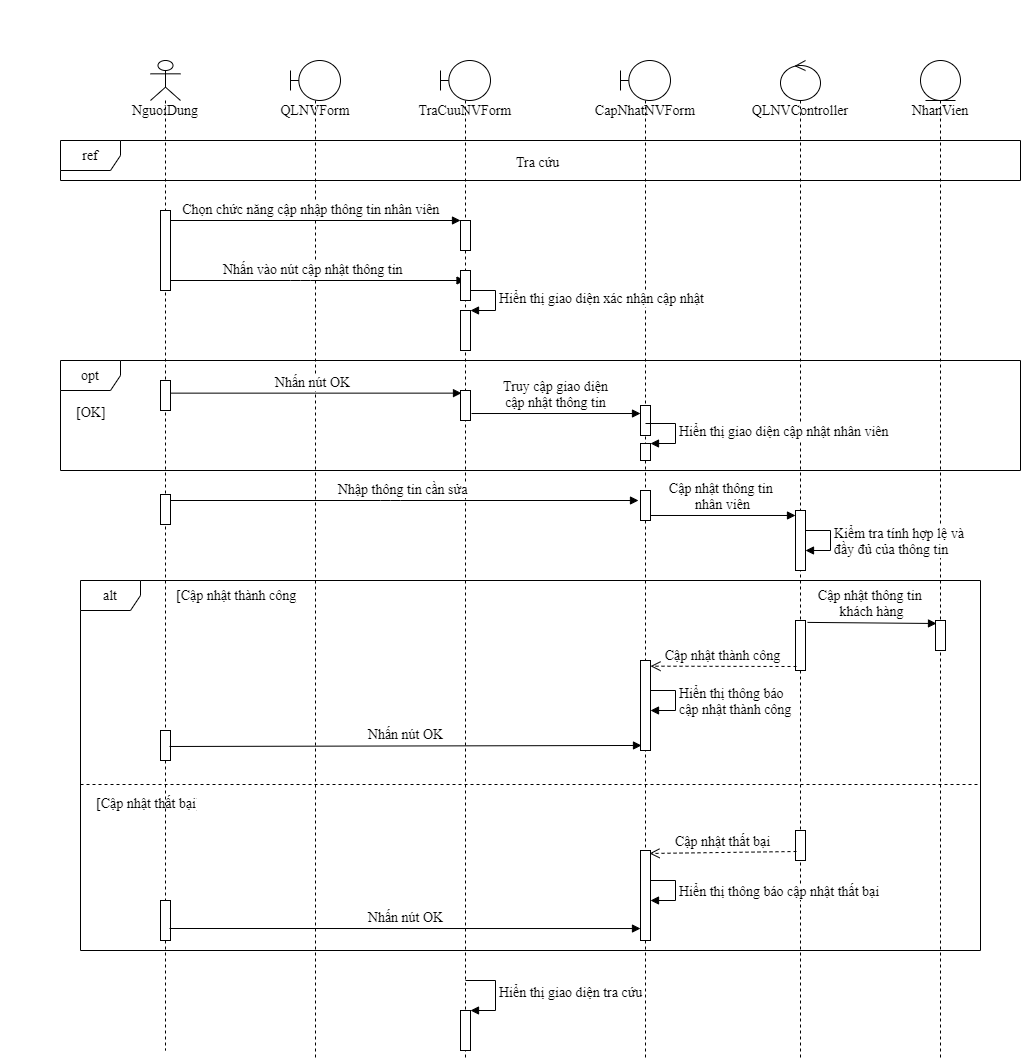 NguoiDung
QLNVForm
TraCuuNVForm
CapNhatNVForm
QLNVController
NhanVien
ref
Tra cứu
Chọn chức năng cập nhập thông tin nhân viên
Nhấn vào nút cập nhật thông tin
Hiển thị giao diện xác nhận cập nhật
opt
[OK]
Nhấn nút OK
Truy cập giao diện
cập nhật thông tin
Hiển thị giao diện cập nhật nhân viên
Nhập thông tin cần sửa
Cập nhật thông tin
nhân viên
Kiểm tra tính hợp lệ và
đầy đủ của thông tin
alt
[Cập nhật thành công
Cập nhật thông tin
khách hàng
Cập nhật thành công
Hiển thị thông báo
cập nhật thành công
Nhấn nút OK
[Cập nhật thất bại
Cập nhật thất bại
Hiển thị thông báo cập nhật thất bại
Nhấn nút OK
Hiển thị giao diện tra cứu